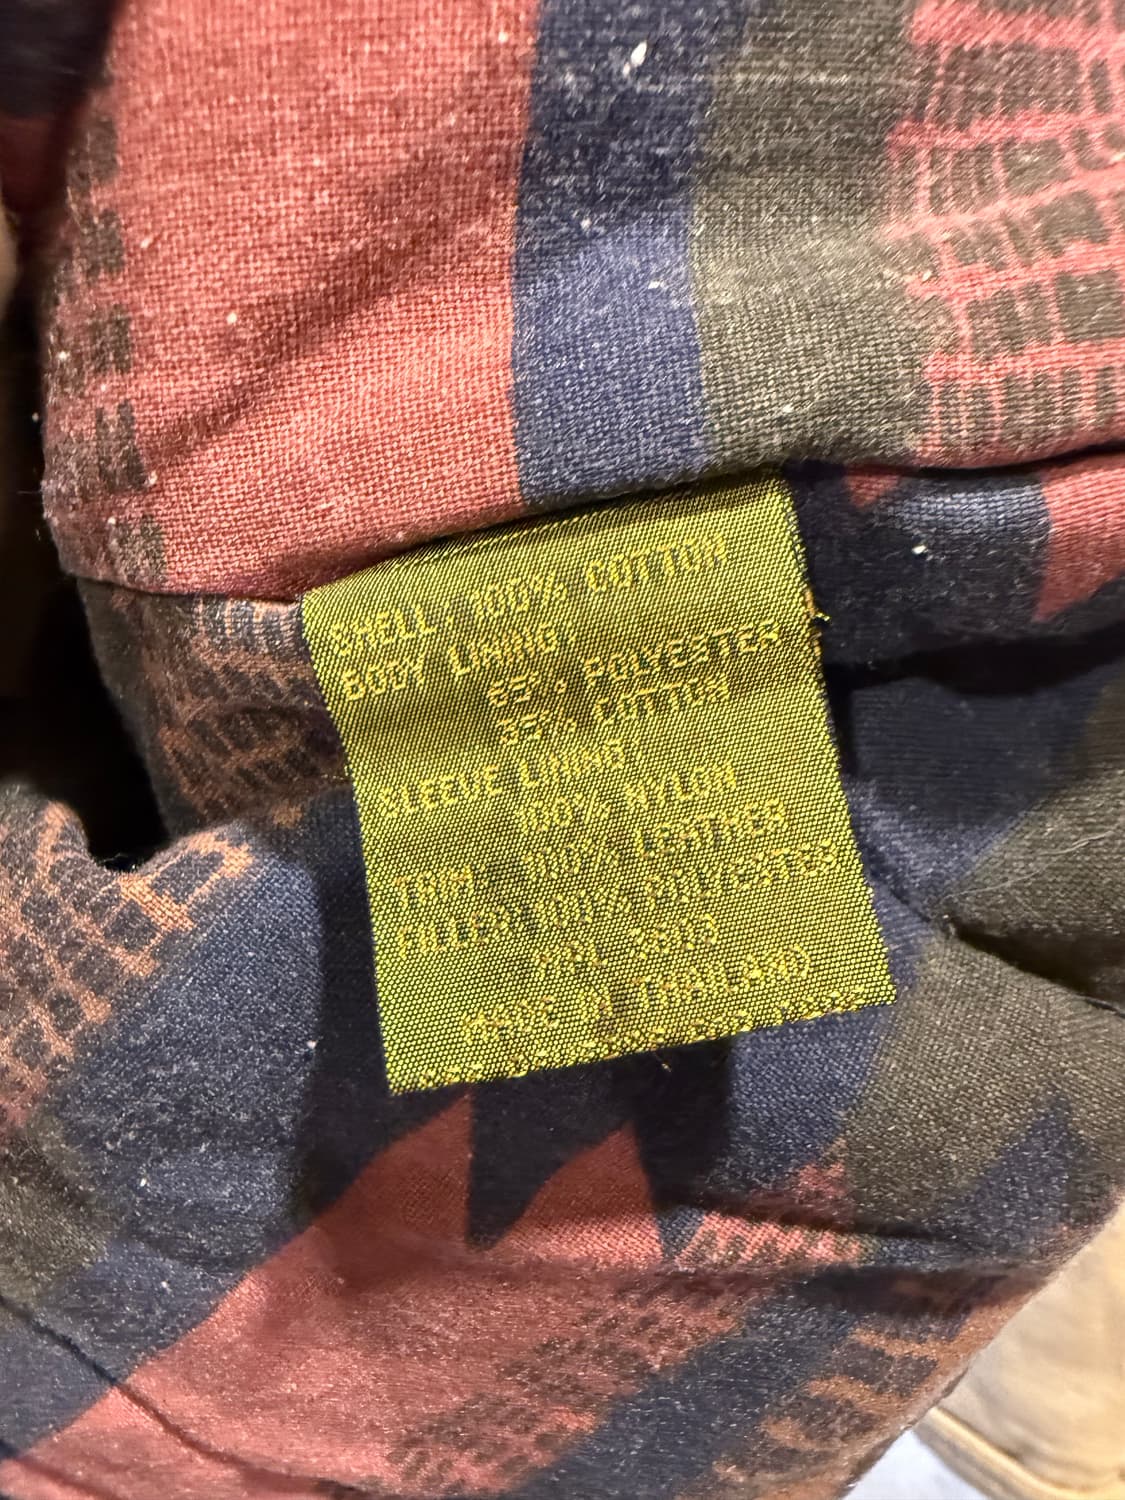 SHELL: 100% COTTON
BODY LINING:
65% POLYESTER
35% COTTON
SLEEVE LINING:
100% NYLON
TRIM: 100% LEATHER
FILLER: 100% POLYESTER
MADE IN THAILAND